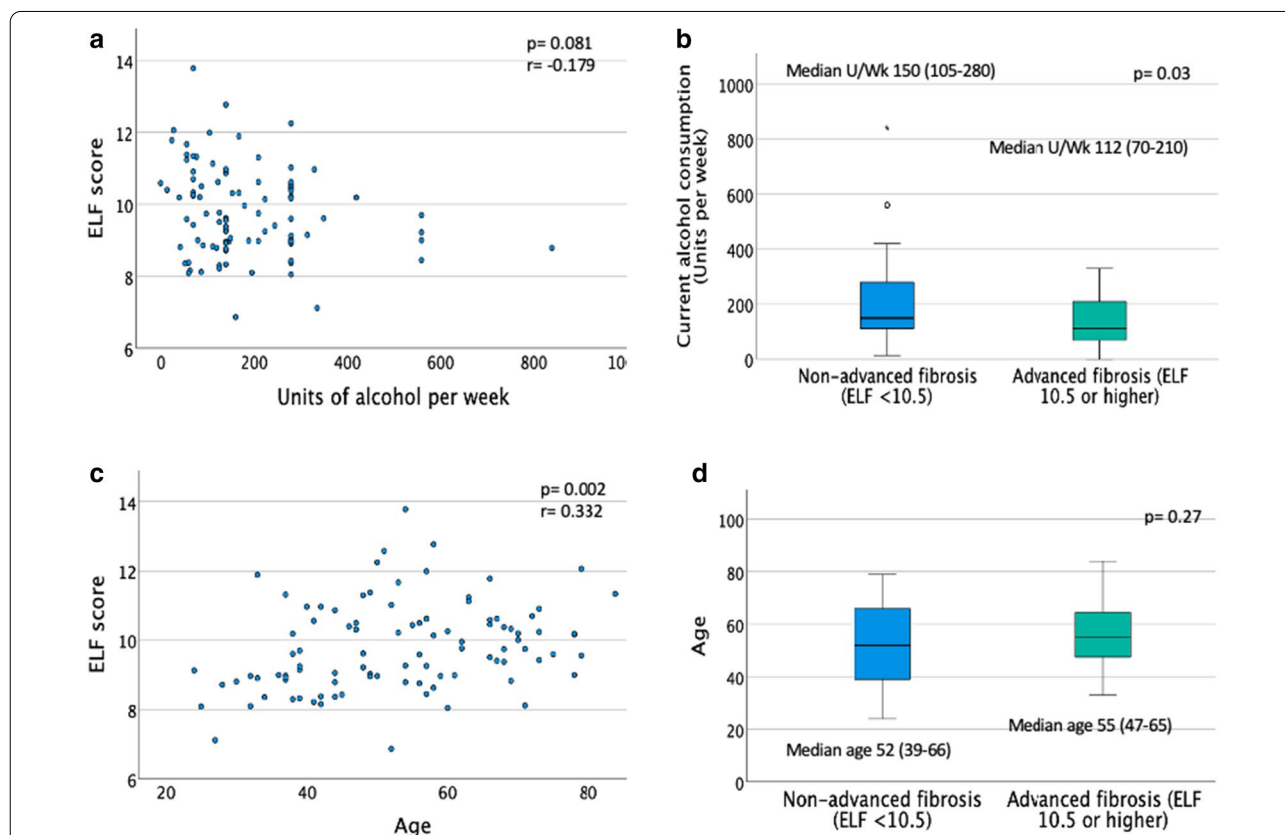 a
p= 0.081
r= -0.179
14
12
10
8
6
ELF score
0
200
400
600
800
10
Units of alcohol per week
b
Median U/Wk 150 (105-280)
p= 0.03
Median U/Wk 112 (70-210)
1000
800
600
400
200
0
Current alcohol consumption
(Units per week)
Non-advanced fibrosis
(ELF <10.5)
Advanced fibrosis (ELF
10.5 or higher)
c
p= 0.002
r= 0.332
14
12
10
8
6
ELF score
20
40
60
80
Age
d
p= 0.27
100
80
60
40
20
0
Age
Median age 55 (47-65)
Median age 52 (39-66)
Non-advanced fibrosis
(ELF <10.5)
Advanced fibrosis (ELF
10.5 or higher)